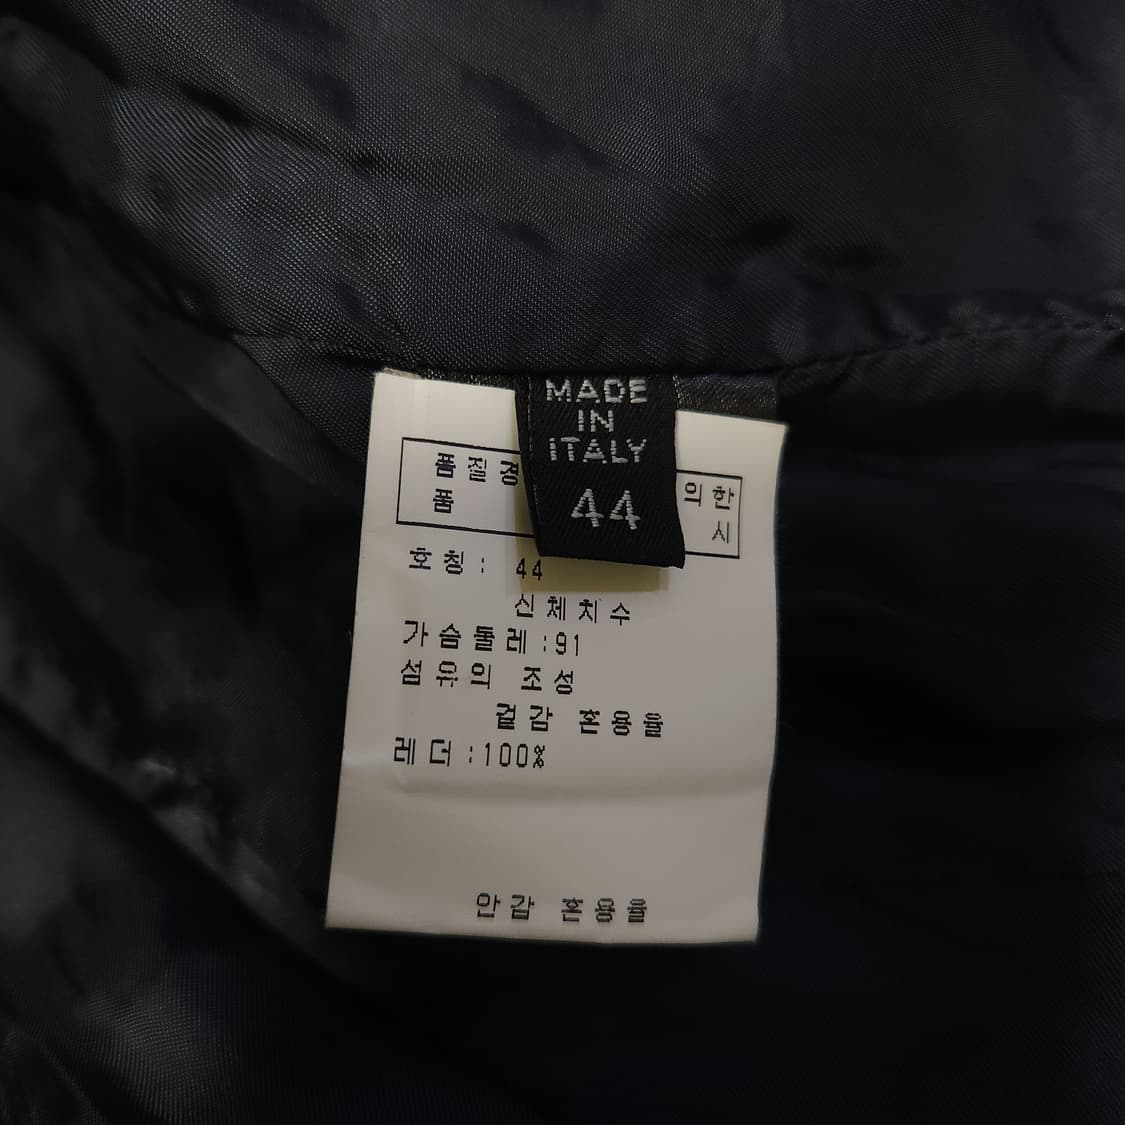 MADE
IN
ITALY
44
품질경 의한
품 시
호칭: 44
신체치수
가슴둘레:91
섬유의 조성
겉감 혼용율
레더:100%
안감 혼용율